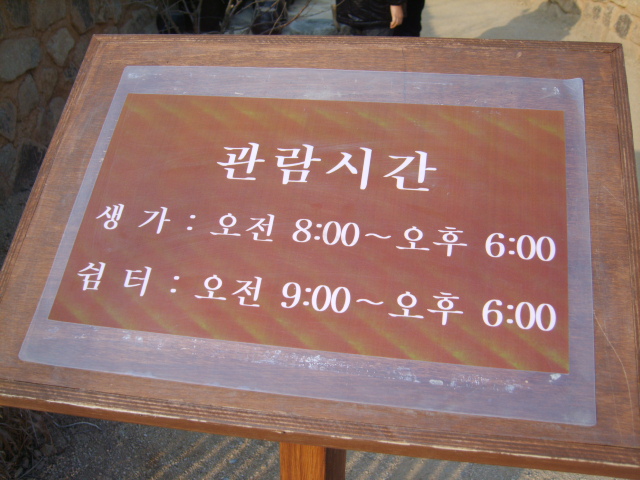 관람시간
생 가 : 오전 8:00~오후 6:00
쉼 터 : 오전 9:00~오후 6:00